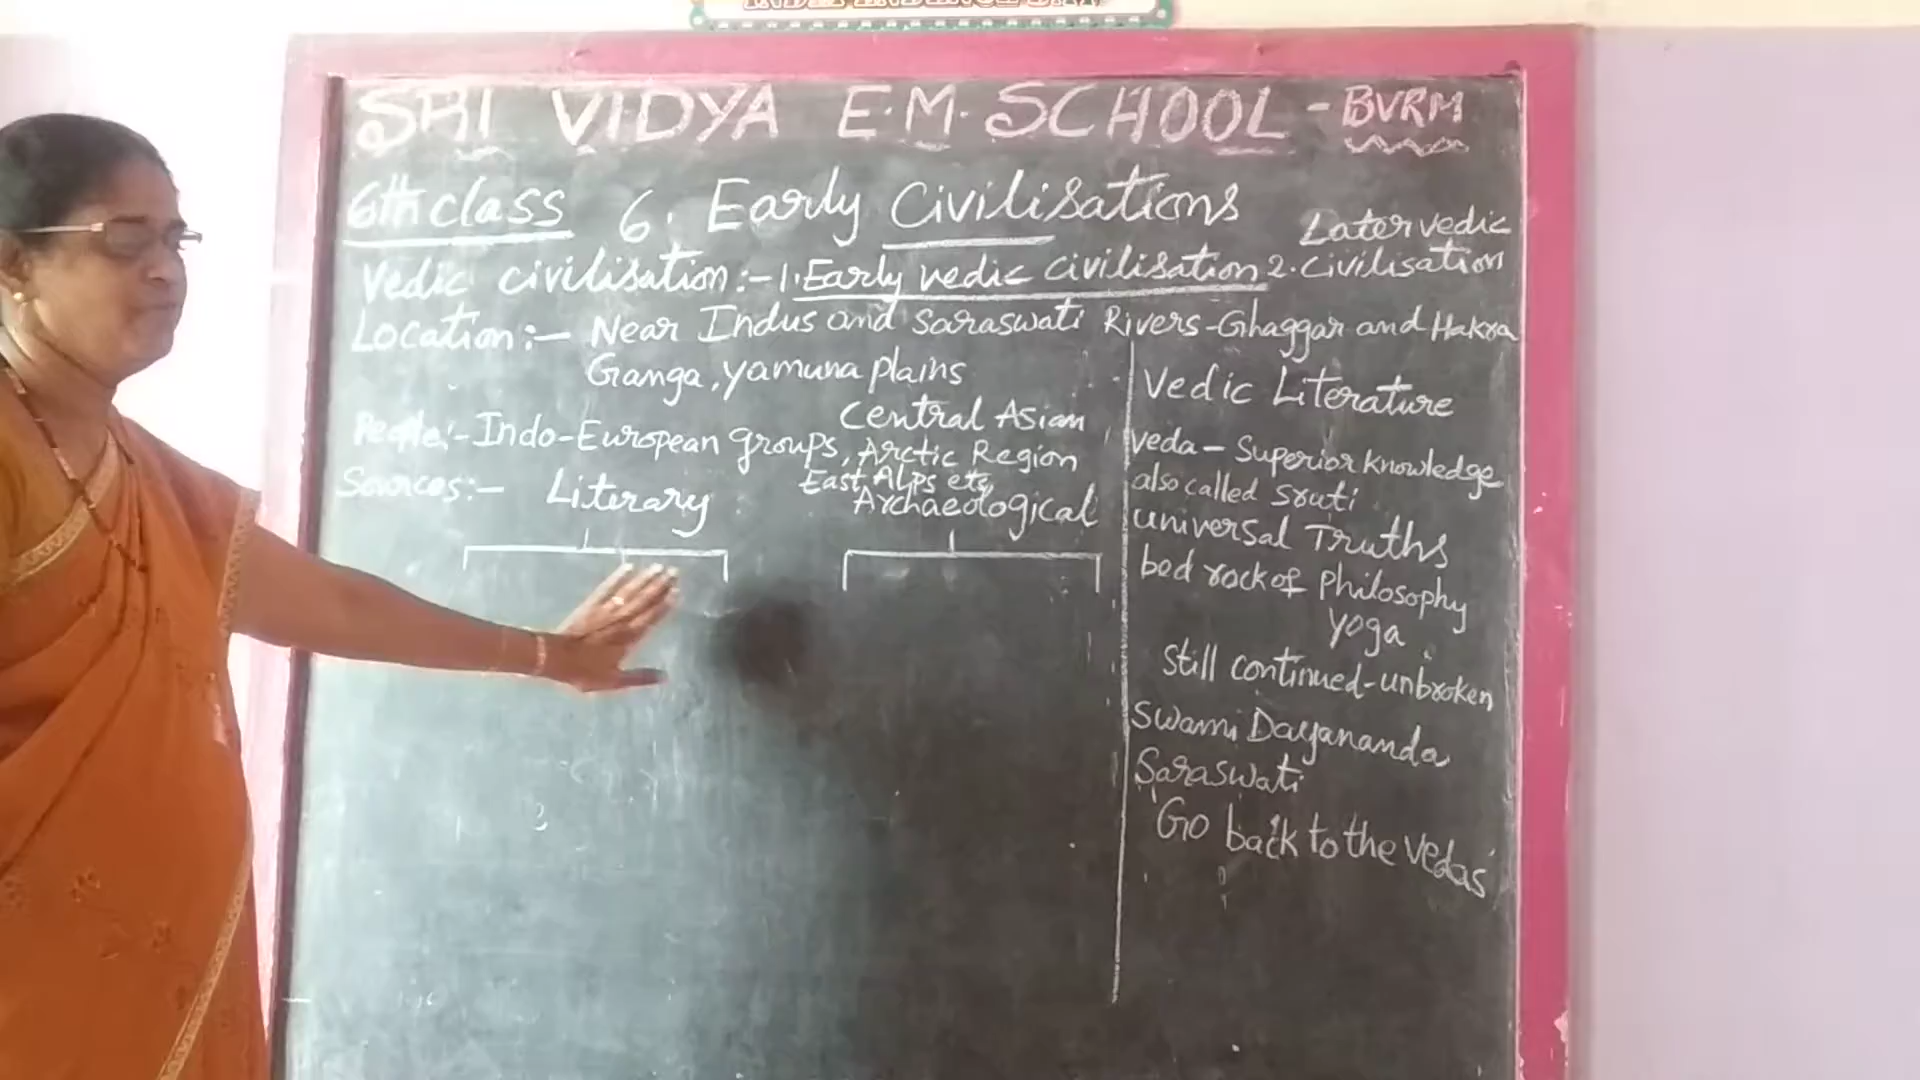 INDEPENDENCE DAY
SRI VIDYA E.M. SCHOOL - BVRM
6th class 6. Early Civilisations
Vedic civilisation:- 1. Early vedic civilisation 2. Later vedic civilisation
Location:- Near Indus and Saraswati Rivers - Ghaggar and Hakra
Ganga, yamuna plains
People:- Indo-European groups, Central Asian
Arctic Region
East, Alps etc,
Sources:- Literary Archaeological
Vedic Literature
veda - Superior knowledge
also called Sruti
universal Truths
bed rock of Philosophy
yoga
still continued - unbroken
Swami Dayananda
Saraswati
'Go back to the vedas'